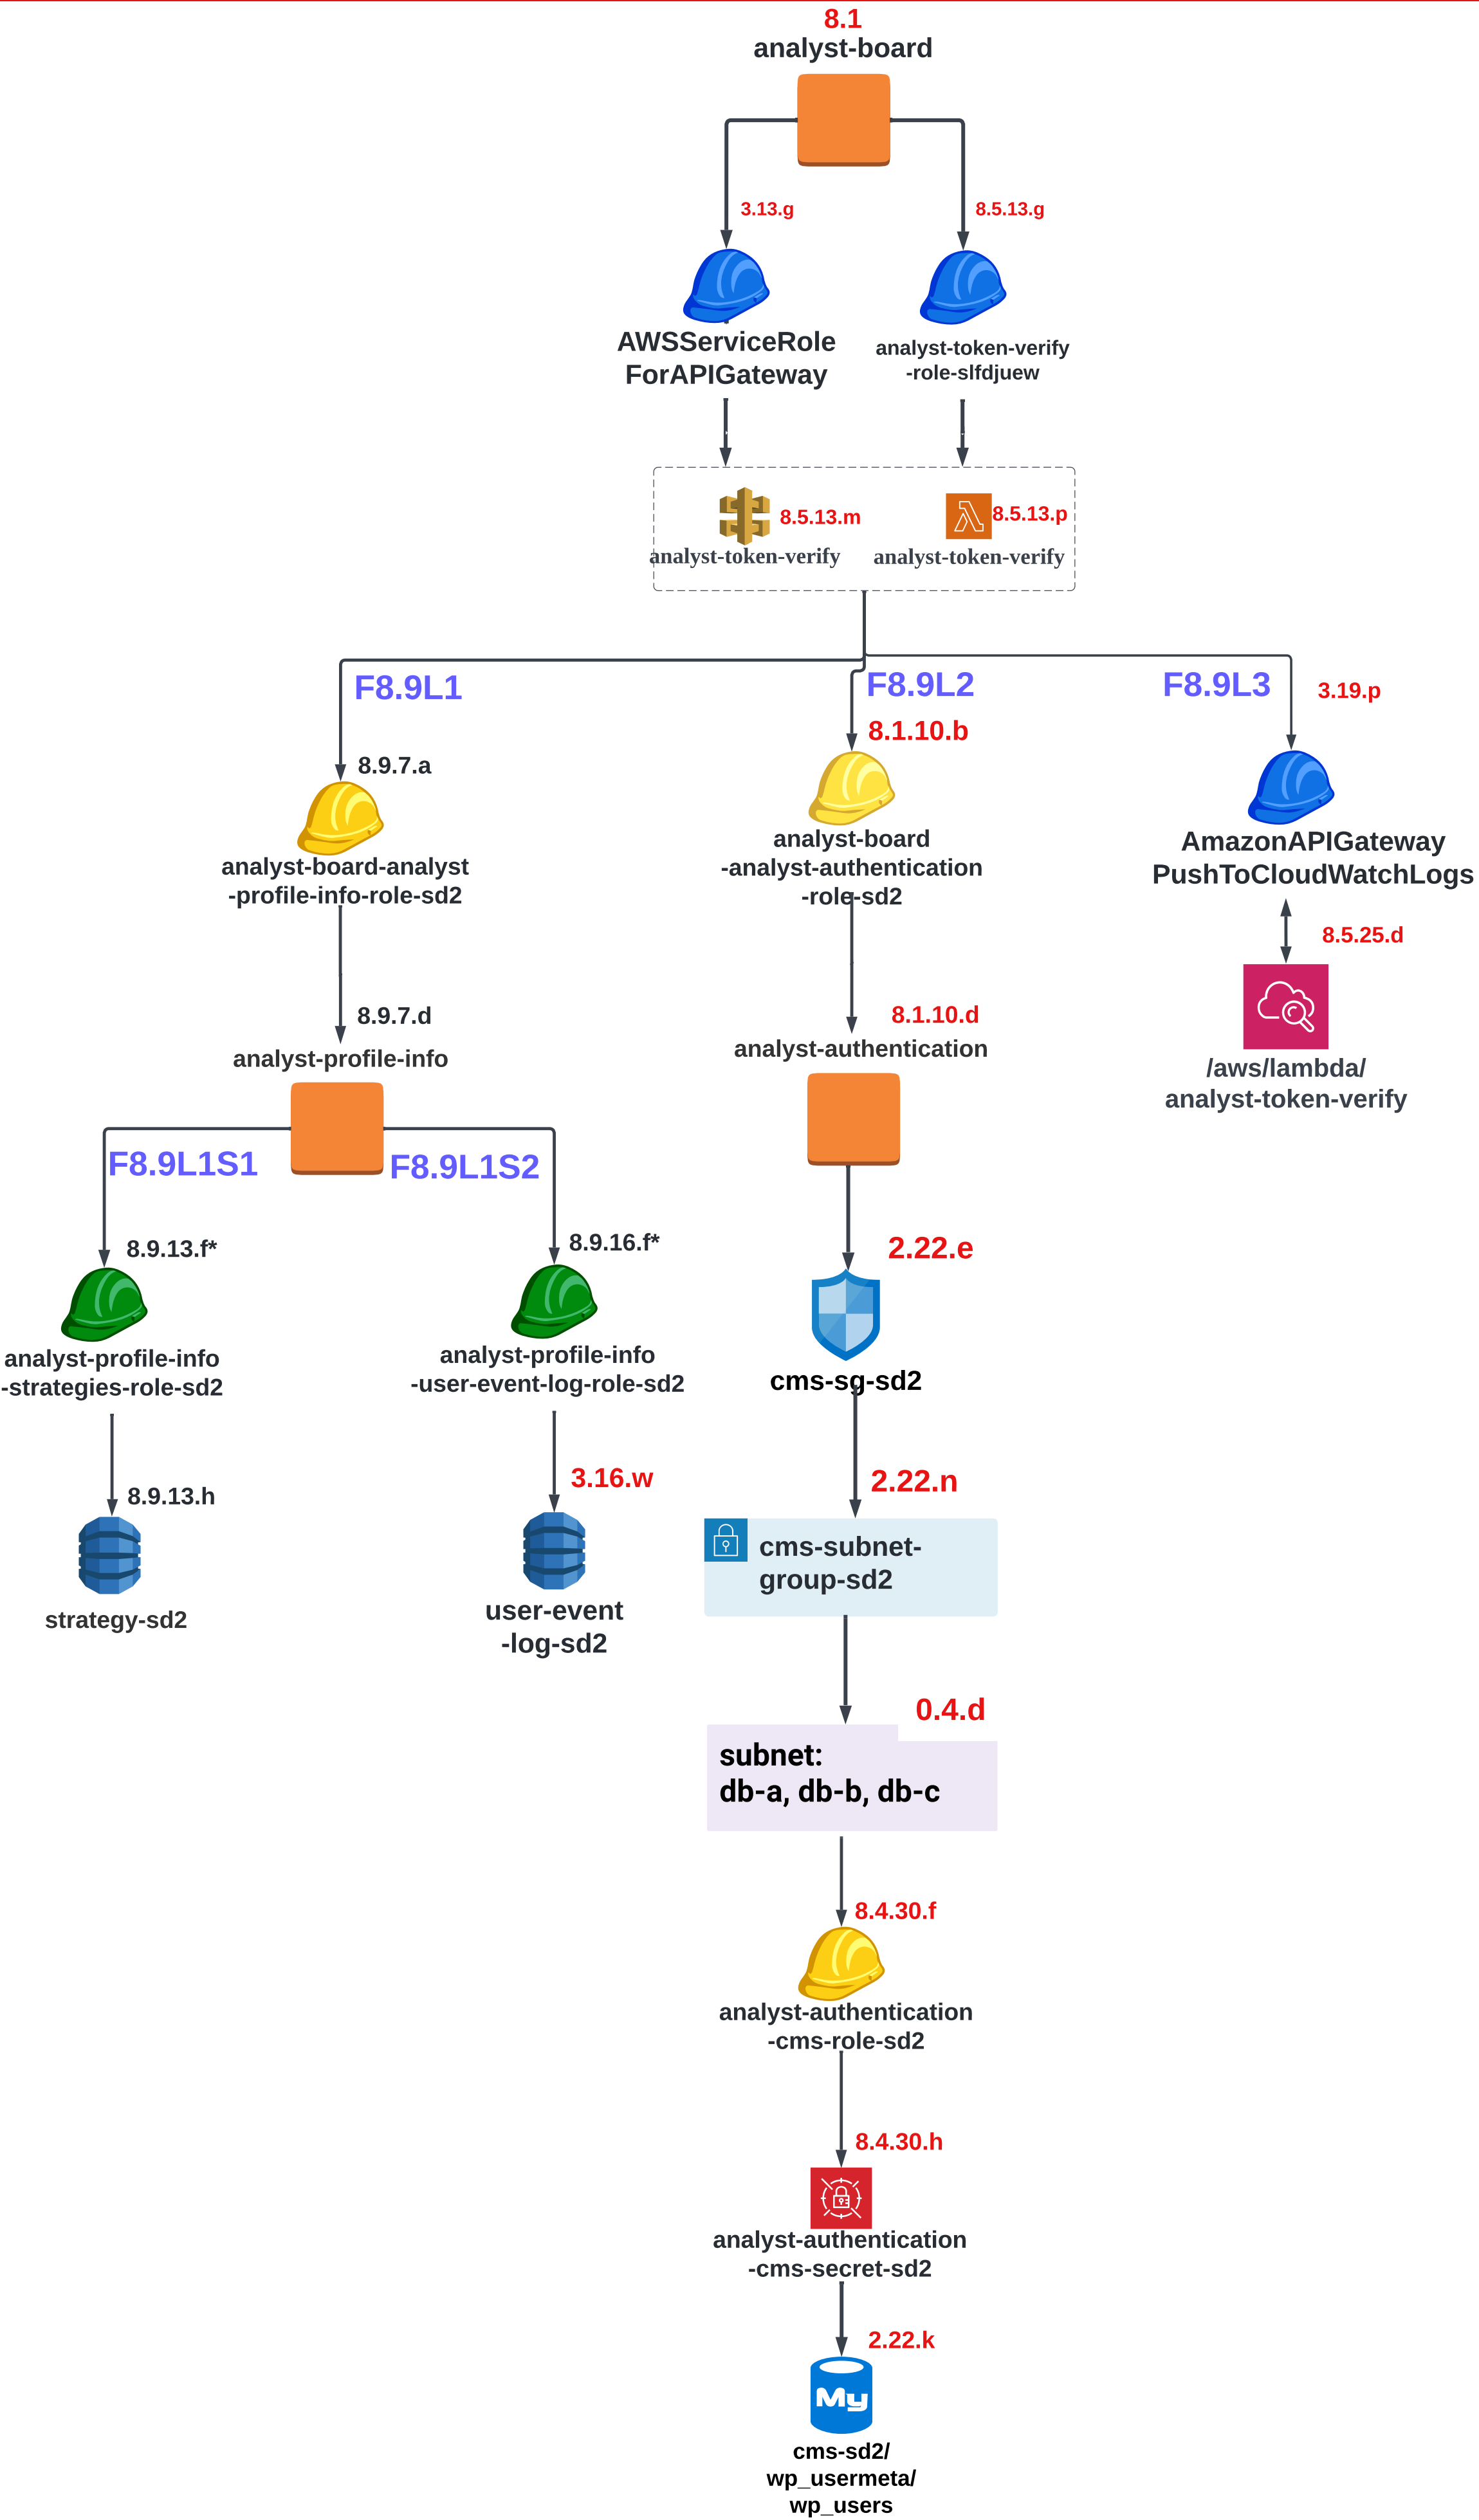 8.1
analyst-board
3.13.g
8.5.13.g
AWSServiceRole
ForAPIGateway
analyst-token-verify
-role-slfdjuew
8.5.13.m
analyst-token-verify
8.5.13.p
analyst-token-verify
F8.9L1
F8.9L2
F8.9L3
3.19.p
8.1.10.b
8.9.7.a
analyst-board-analyst
-profile-info-role-sd2
analyst-board
-analyst-authentication
-role-sd2
AmazonAPIGateway
PushToCloudWatchLogs
8.5.25.d
/aws/lambda/
analyst-token-verify
8.9.7.d
analyst-profile-info
8.1.10.d
analyst-authentication
F8.9L1S1
F8.9L1S2
8.9.13.f*
8.9.16.f*
analyst-profile-info
-strategies-role-sd2
analyst-profile-info
-user-event-log-role-sd2
2.22.e
cms-sg-sd2
8.9.13.h
strategy-sd2
3.16.w
user-event
-log-sd2
2.22.n
cms-subnet-
group-sd2
0.4.d
subnet:
db-a, db-b, db-c
8.4.30.f
analyst-authentication
-cms-role-sd2
8.4.30.h
analyst-authentication
-cms-secret-sd2
2.22.k
My
cms-sd2/
wp_usermeta/
wp_users